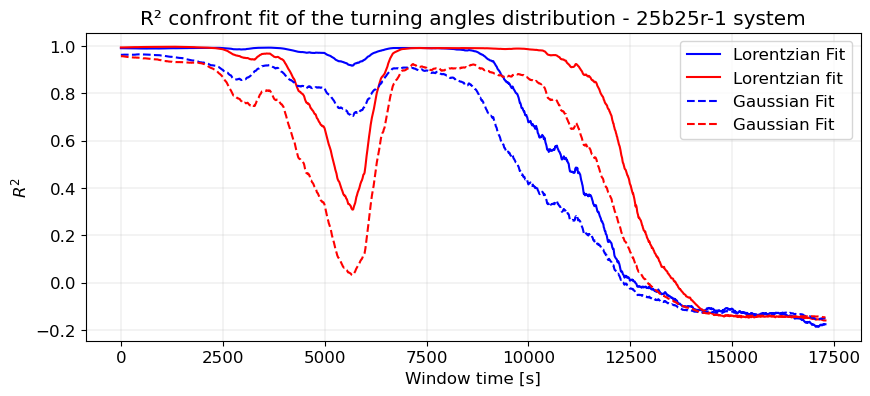 R² confront fit of the turning angles distribution - 25b25r-1 system
R²
1.0
0.8
0.6
0.4
0.2
0.0
−0.2
Lorentzian Fit
Lorentzian fit
Gaussian Fit
Gaussian Fit
0 2500 5000 7500 10000 12500 15000 17500
Window time [s]